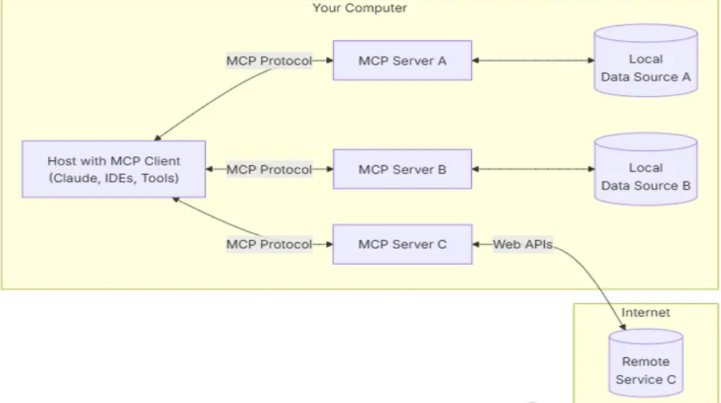 Your Computer
MCP Protocol
MCP Server A
Local
Data Source A
Host with MCP Client
(Claude, IDEs, Tools)
MCP Protocol
MCP Server B
Local
Data Source B
MCP Protocol
MCP Server C
Web APIs
Internet
Remote
Service C